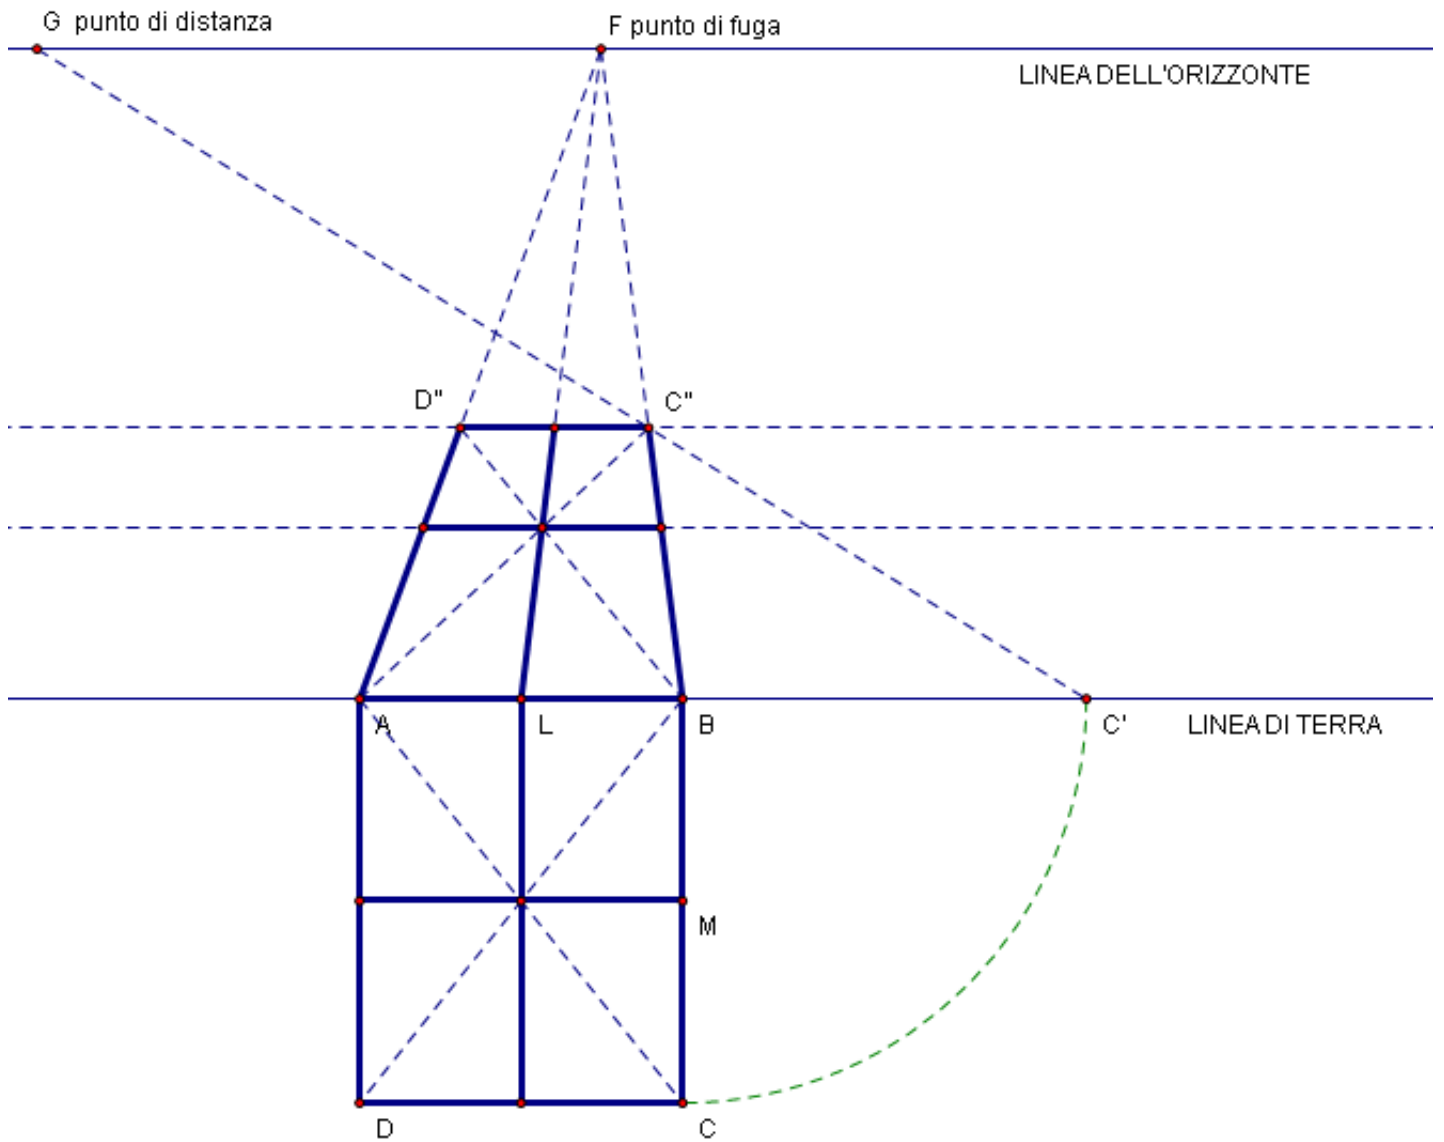 G punto di distanza
F punto di fuga
LINEA DELL'ORIZZONTE
D"
C"
A
L
B
C'
LINEA DI TERRA
M
D
C